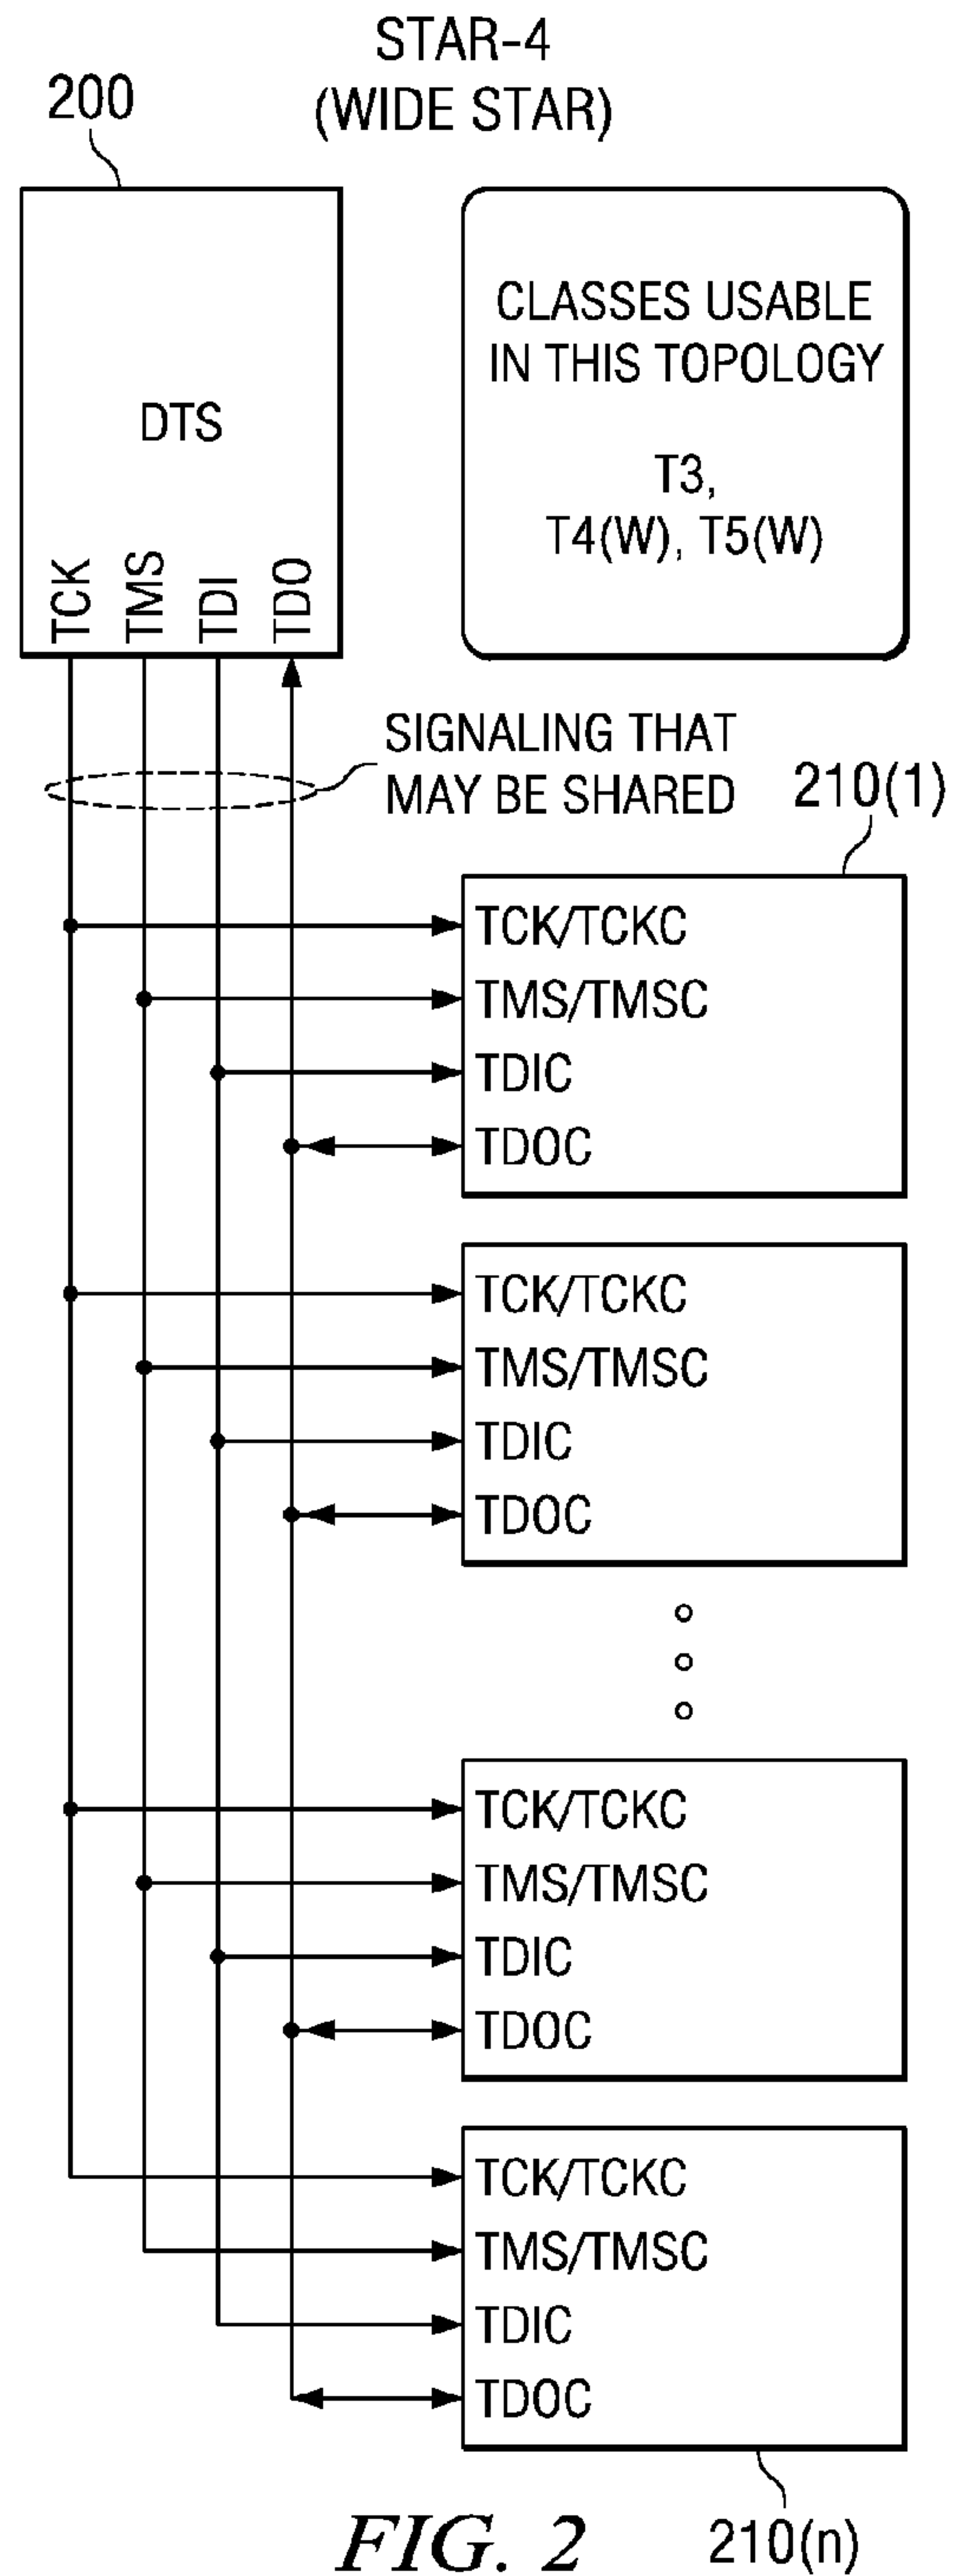 STAR-4
(WIDE STAR)
200
DTS
TCK
TMS
TDI
TDO
CLASSES USABLE
IN THIS TOPOLOGY
T3,
T4(W), T5(W)
SIGNALING THAT
MAY BE SHARED
210(1)
TCK/TCKC
TMS/TMSC
TDIC
TDOC
TCK/TCKC
TMS/TMSC
TDIC
TDOC
TCK/TCKC
TMS/TMSC
TDIC
TDOC
TCK/TCKC
TMS/TMSC
TDIC
TDOC
210(n)
FIG. 2